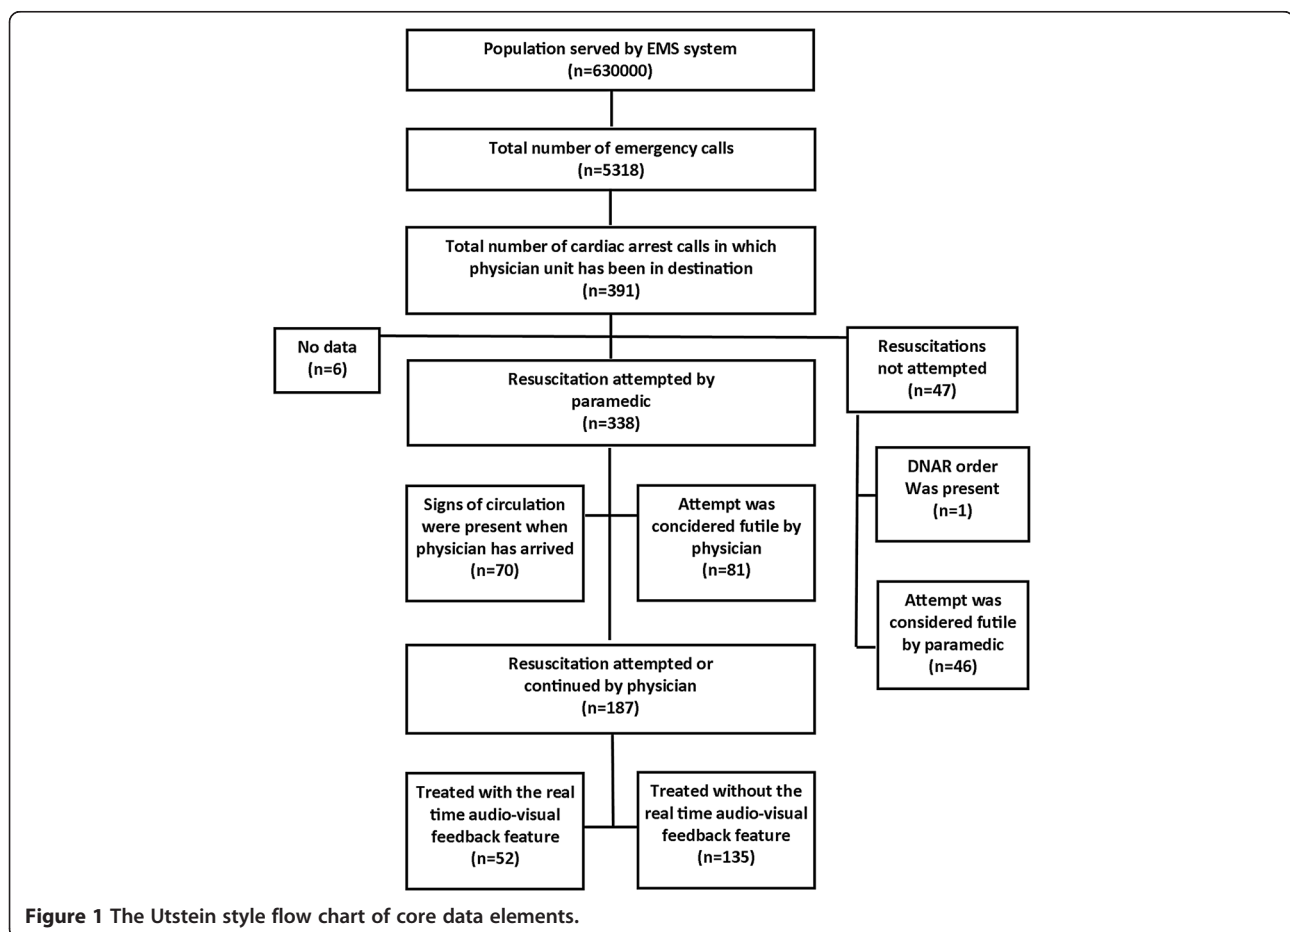 Population served by EMS system
(n=630000)
Total number of emergency calls
(n=5318)
Total number of cardiac arrest calls in which
physician unit has been in destination
(n=391)
No data
(n=6)
Resuscitations
not attempted
(n=47)
Resuscitation attempted by
paramedic
(n=338)
DNAR order
Was present
(n=1)
Signs of circulation
were present when
physician has arrived
(n=70)
Attempt was
concidered futile by
physician
(n=81)
Attempt was
considered futile
by paramedic
(n=46)
Resuscitation attempted or
continued by physician
(n=187)
Treated with the real
time audio-visual
feedback feature
(n=52)
Treated without the
real time audio-visual
feedback feature
(n=135)
Figure 1 The Utstein style flow chart of core data elements.